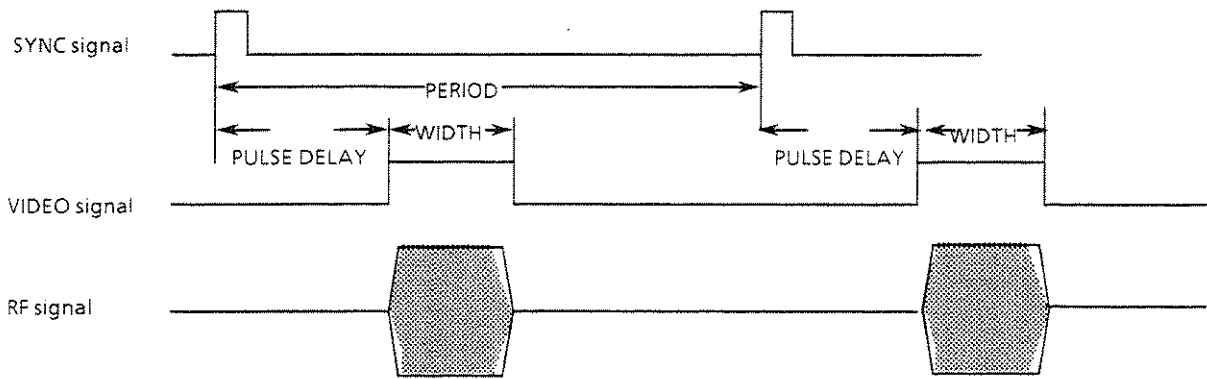 SYNC signal
PERIOD
WIDTH
WIDTH
PULSE DELAY
PULSE DELAY
VIDEO signal
RF signal